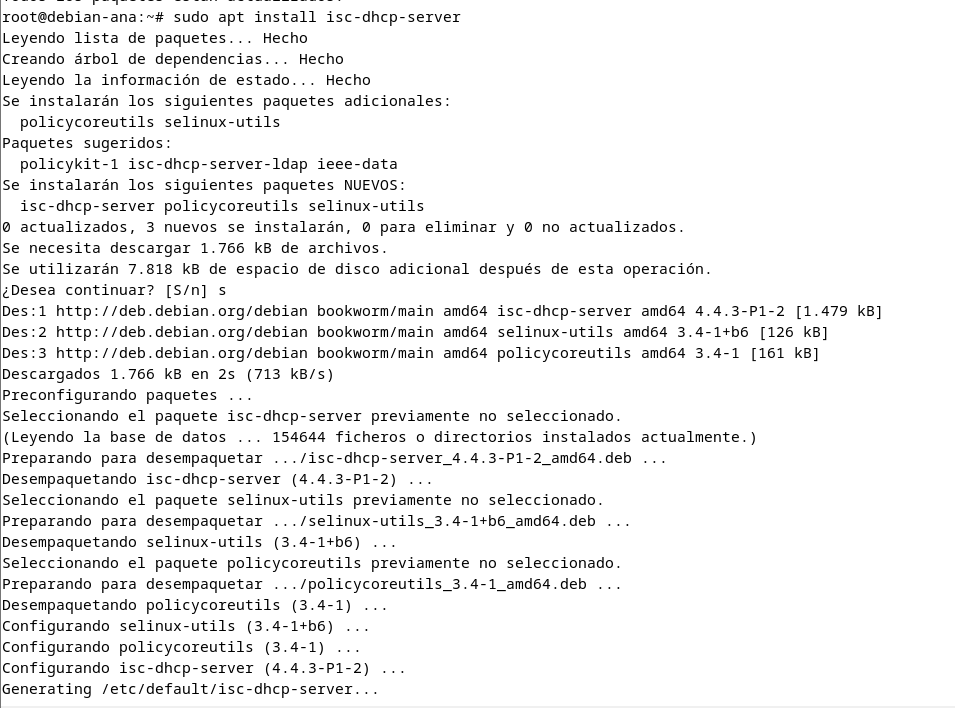 root@debian-ana:~# sudo apt install isc-dhcp-server
Leyendo lista de paquetes... Hecho
Creando árbol de dependencias... Hecho
Leyendo la información de estado... Hecho
Se instalarán los siguientes paquetes adicionales:
  policycoreutils selinux-utils
Paquetes sugeridos:
  policykit-1 isc-dhcp-server-ldap ieee-data
Se instalarán los siguientes paquetes NUEVOS:
  isc-dhcp-server policycoreutils selinux-utils
0 actualizados, 3 nuevos se instalarán, 0 para eliminar y 0 no actualizados.
Se necesita descargar 1.766 kB de archivos.
Se utilizarán 7.818 kB de espacio de disco adicional después de esta operación.
¿Desea continuar? [S/n] s
Des:1 http://deb.debian.org/debian bookworm/main amd64 isc-dhcp-server amd64 4.4.3-P1-2 [1.479 kB]
Des:2 http://deb.debian.org/debian bookworm/main amd64 selinux-utils amd64 3.4-1+b6 [126 kB]
Des:3 http://deb.debian.org/debian bookworm/main amd64 policycoreutils amd64 3.4-1 [161 kB]
Descargados 1.766 kB en 2s (713 kB/s)
Preconfigurando paquetes ...
Seleccionando el paquete isc-dhcp-server previamente no seleccionado.
(Leyendo la base de datos ... 154644 ficheros o directorios instalados actualmente.)
Preparando para desempaquetar .../isc-dhcp-server_4.4.3-P1-2_amd64.deb ...
Desempaquetando isc-dhcp-server (4.4.3-P1-2) ...
Seleccionando el paquete selinux-utils previamente no seleccionado.
Preparando para desempaquetar .../selinux-utils_3.4-1+b6_amd64.deb ...
Desempaquetando selinux-utils (3.4-1+b6) ...
Seleccionando el paquete policycoreutils previamente no seleccionado.
Preparando para desempaquetar .../policycoreutils_3.4-1_amd64.deb ...
Desempaquetando policycoreutils (3.4-1) ...
Configurando selinux-utils (3.4-1+b6) ...
Configurando policycoreutils (3.4-1) ...
Configurando isc-dhcp-server (4.4.3-P1-2) ...
Generating /etc/default/isc-dhcp-server...